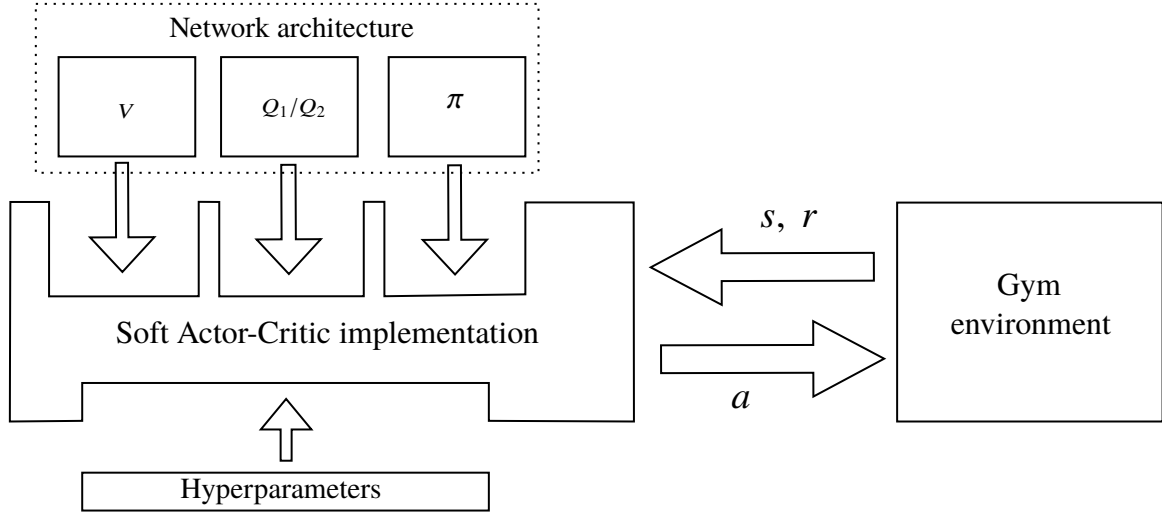 Network architecture
V
Q₁/Q₂
π
s, r
Gym
environment
Soft Actor-Critic implementation
a
Hyperparameters